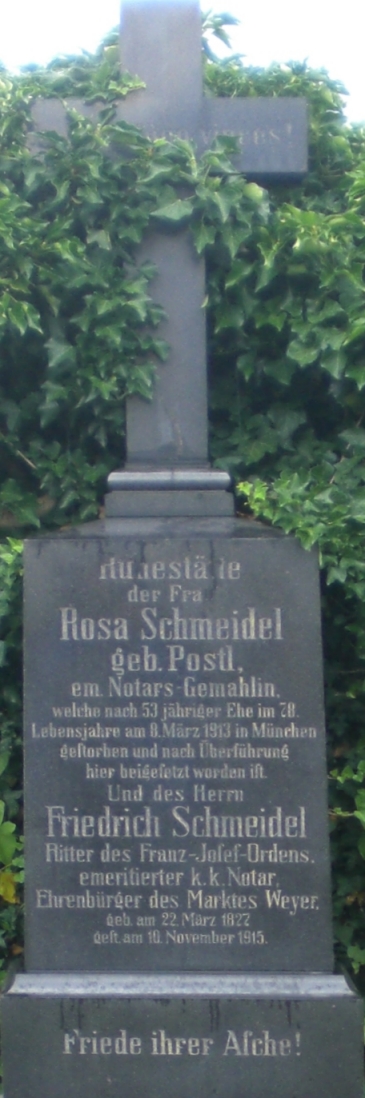 Ruhestätte
der Fra
Rosa Schmeidel
geb. Postl,
em. Notars-Gemahlin,
welche nach 53 jähriger Ehe im 78.
Lebensjahre am 8. März 1913 in München
geſtorben und nach Überführung
hier beigeſetzt worden iſt.
Und des Herrn
Friedrich Schmeidel
Ritter des Franz-Joſef-Ordens,
emeritierter k. k. Notar,
Ehrenbürger des Marktes Weyer,
geb. am 22. März 1827
geſt. am 10. November 1915.
Friede ihrer Aſche!